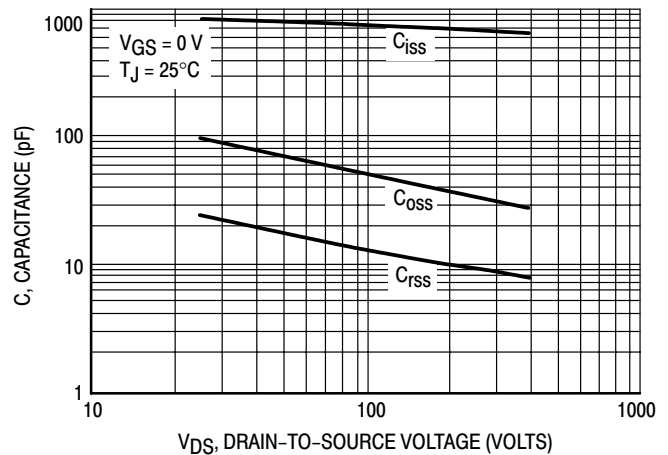 1000
V_GS = 0 V
T_J = 25°C
C_iss
100
C_oss
10
C_rss
1
10
100
1000
C, CAPACITANCE (pF)
V_DS, DRAIN−TO−SOURCE VOLTAGE (VOLTS)